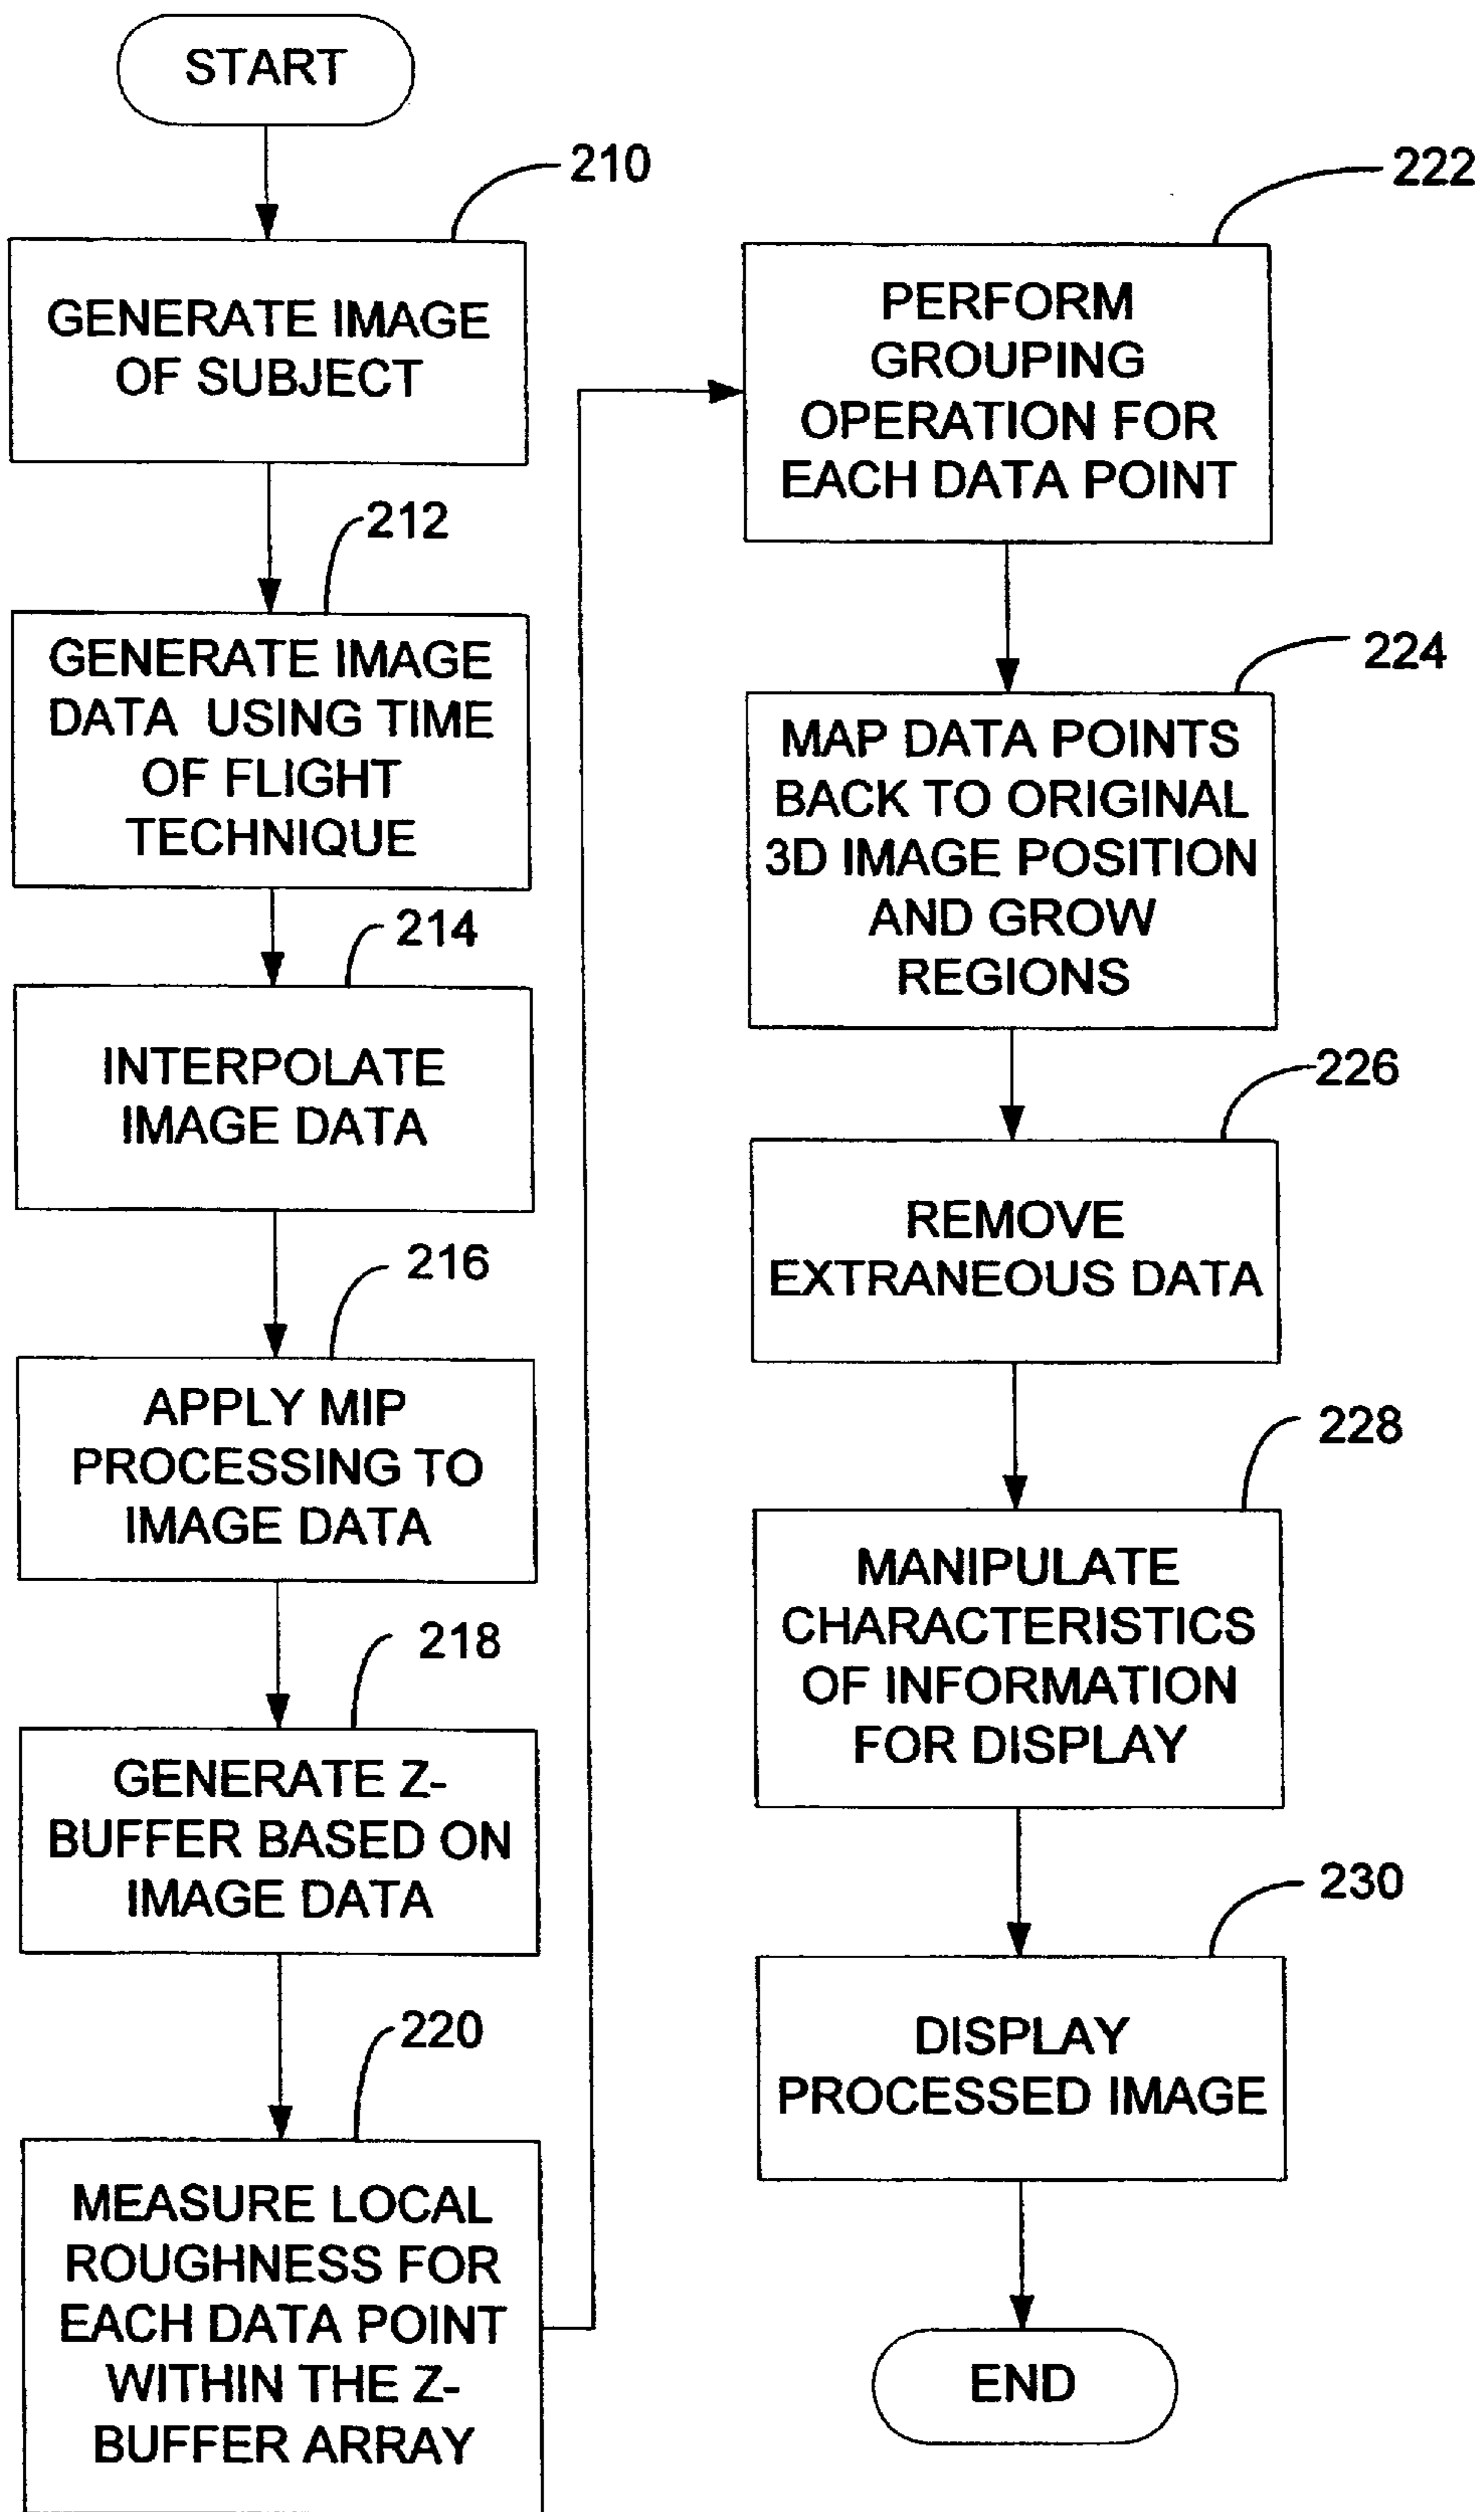 START
210
GENERATE IMAGE
OF SUBJECT
212
GENERATE IMAGE
DATA USING TIME
OF FLIGHT
TECHNIQUE
214
INTERPOLATE
IMAGE DATA
216
APPLY MIP
PROCESSING TO
IMAGE DATA
218
GENERATE Z-
BUFFER BASED ON
IMAGE DATA
220
MEASURE LOCAL
ROUGHNESS FOR
EACH DATA POINT
WITHIN THE Z-
BUFFER ARRAY
222
PERFORM
GROUPING
OPERATION FOR
EACH DATA POINT
224
MAP DATA POINTS
BACK TO ORIGINAL
3D IMAGE POSITION
AND GROW
REGIONS
226
REMOVE
EXTRANEOUS DATA
228
MANIPULATE
CHARACTERISTICS
OF INFORMATION
FOR DISPLAY
230
DISPLAY
PROCESSED IMAGE
END